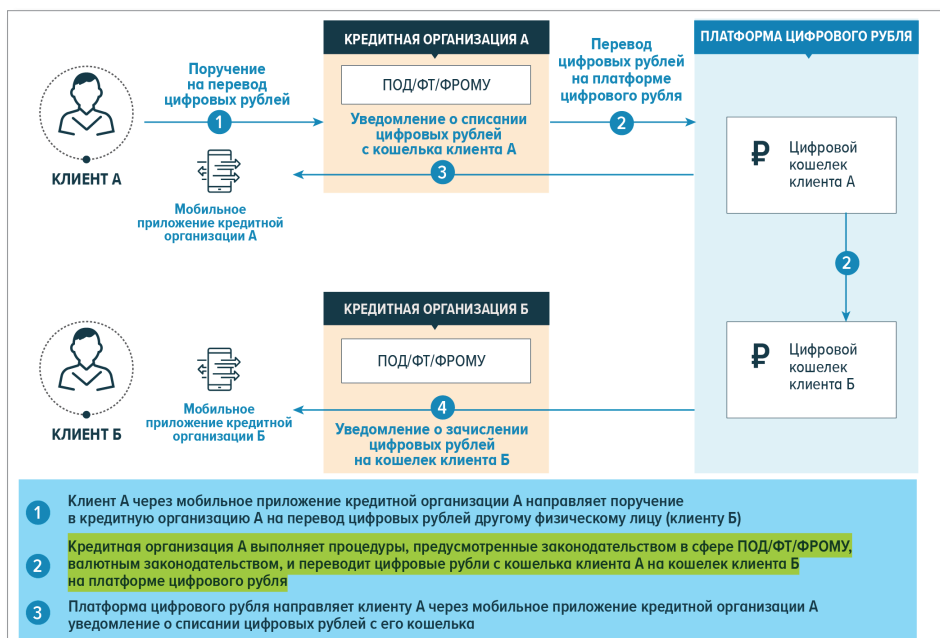 КРЕДИТНАЯ ОРГАНИЗАЦИЯ А
ПЛАТФОРМА ЦИФРОВОГО РУБЛЯ
Поручение
на перевод
цифровых рублей
1
ПОД/ФТ/ФРОМУ
Перевод
цифровых рублей
на платформе
цифрового рубля
2
Уведомление о списании
цифровых рублей
с кошелька клиента А
3
КЛИЕНТ А
Мобильное
приложение кредитной
организации А
₽
Цифровой
кошелек
клиента А
2
КРЕДИТНАЯ ОРГАНИЗАЦИЯ Б
ПОД/ФТ/ФРОМУ
₽
Цифровой
кошелек
клиента Б
4
КЛИЕНТ Б
Мобильное
приложение кредитной
организации Б
Уведомление о зачислении
цифровых рублей
на кошелек клиента Б
1
Клиент А через мобильное приложение кредитной организации А направляет поручение
в кредитную организацию А на перевод цифровых рублей другому физическому лицу (клиенту Б)
2
Кредитная организация А выполняет процедуры, предусмотренные законодательством в сфере ПОД/ФТ/ФРОМУ,
валютным законодательством, и переводит цифровые рубли с кошелька клиента А на кошелек клиента Б
на платформе цифрового рубля
3
Платформа цифрового рубля направляет клиенту А через мобильное приложение кредитной организации А
уведомление о списании цифровых рублей с его кошелька